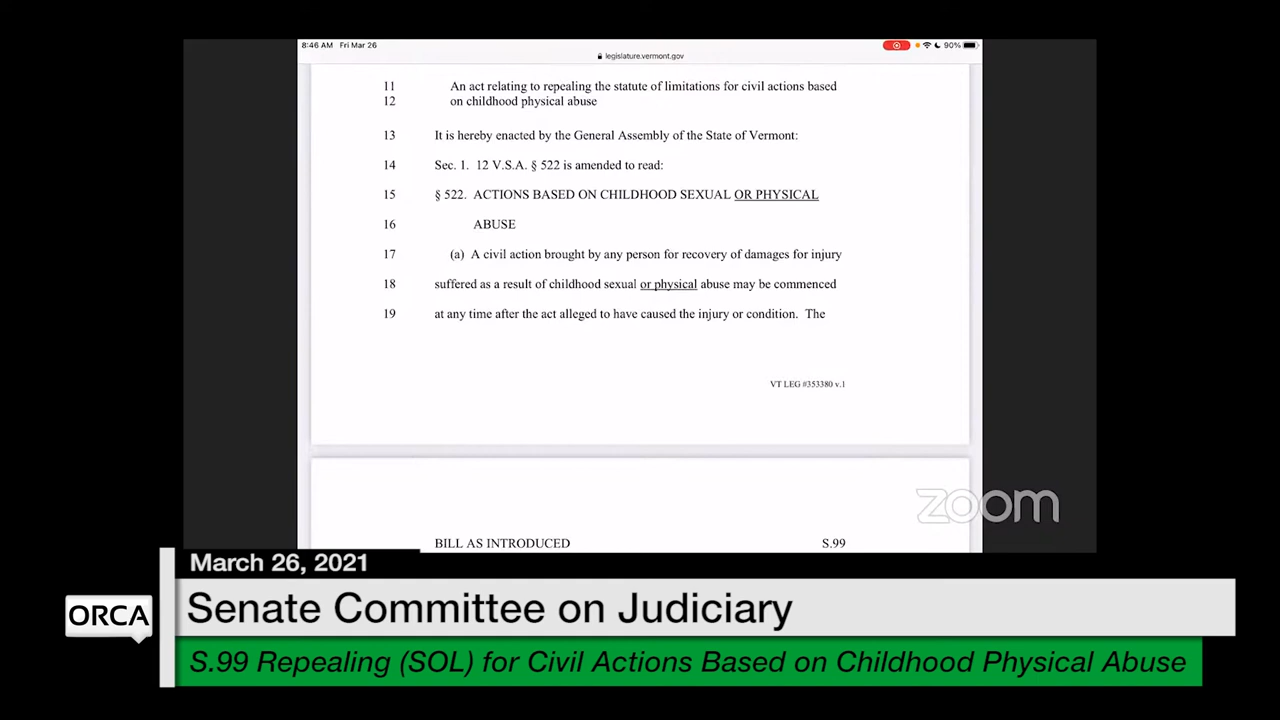 8:46 AM Fri Mar 26
90%
legislature.vermont.gov
11 An act relating to repealing the statute of limitations for civil actions based
12 on childhood physical abuse
13 It is hereby enacted by the General Assembly of the State of Vermont:
14 Sec. 1. 12 V.S.A. § 522 is amended to read:
15 § 522. ACTIONS BASED ON CHILDHOOD SEXUAL OR PHYSICAL
16 ABUSE
17 (a) A civil action brought by any person for recovery of damages for injury
18 suffered as a result of childhood sexual or physical abuse may be commenced
19 at any time after the act alleged to have caused the injury or condition. The
VT LEG #353380 v.1
zoom
BILL AS INTRODUCED S.99
March 26, 2021
ORCA
Senate Committee on Judiciary
S.99 Repealing (SOL) for Civil Actions Based on Childhood Physical Abuse